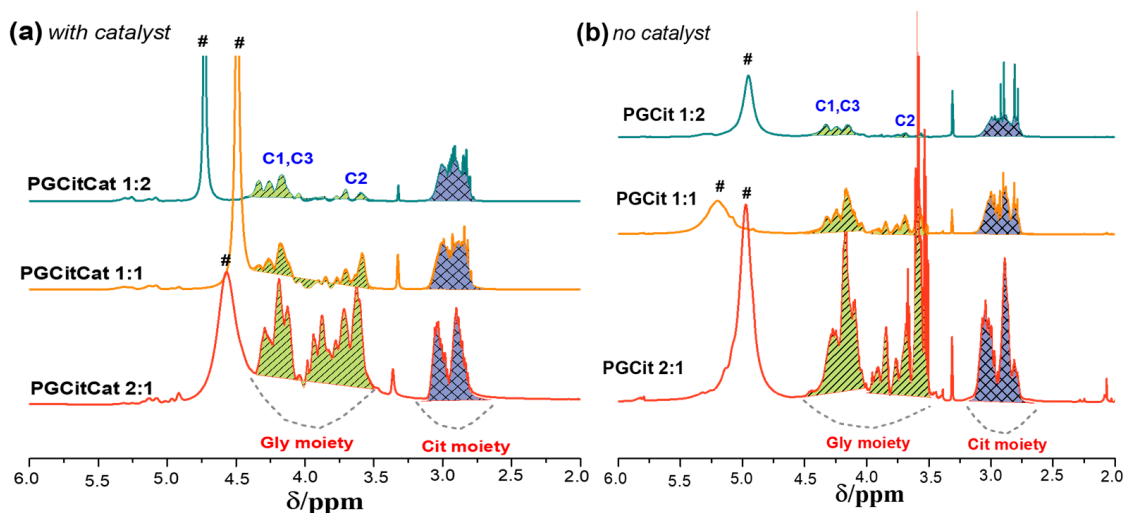 (a) with catalyst
# #
C1,C3
C2
PGCitCat 1:2
#
PGCitCat 1:1
PGCitCat 2:1
Gly moiety Cit moiety
6.0 5.5 5.0 4.5 4.0 3.5 3.0 2.5 2.0
δ/ppm
(b) no catalyst
#
C1,C3
C2
PGCit 1:2
# #
PGCit 1:1
PGCit 2:1
Gly moiety Cit moiety
6.0 5.5 5.0 4.5 4.0 3.5 3.0 2.5 2.0
δ/ppm